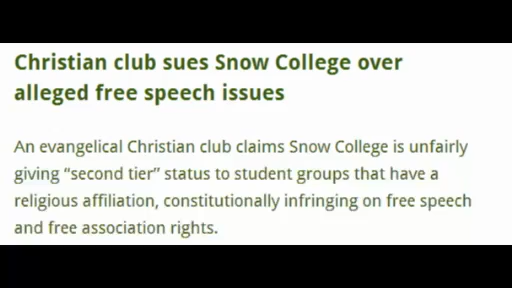 Christian club sues Snow College over
alleged free speech issues
An evangelical Christian club claims Snow College is unfairly
giving “second tier” status to student groups that have a
religious affiliation, constitutionally infringing on free speech
and free association rights.